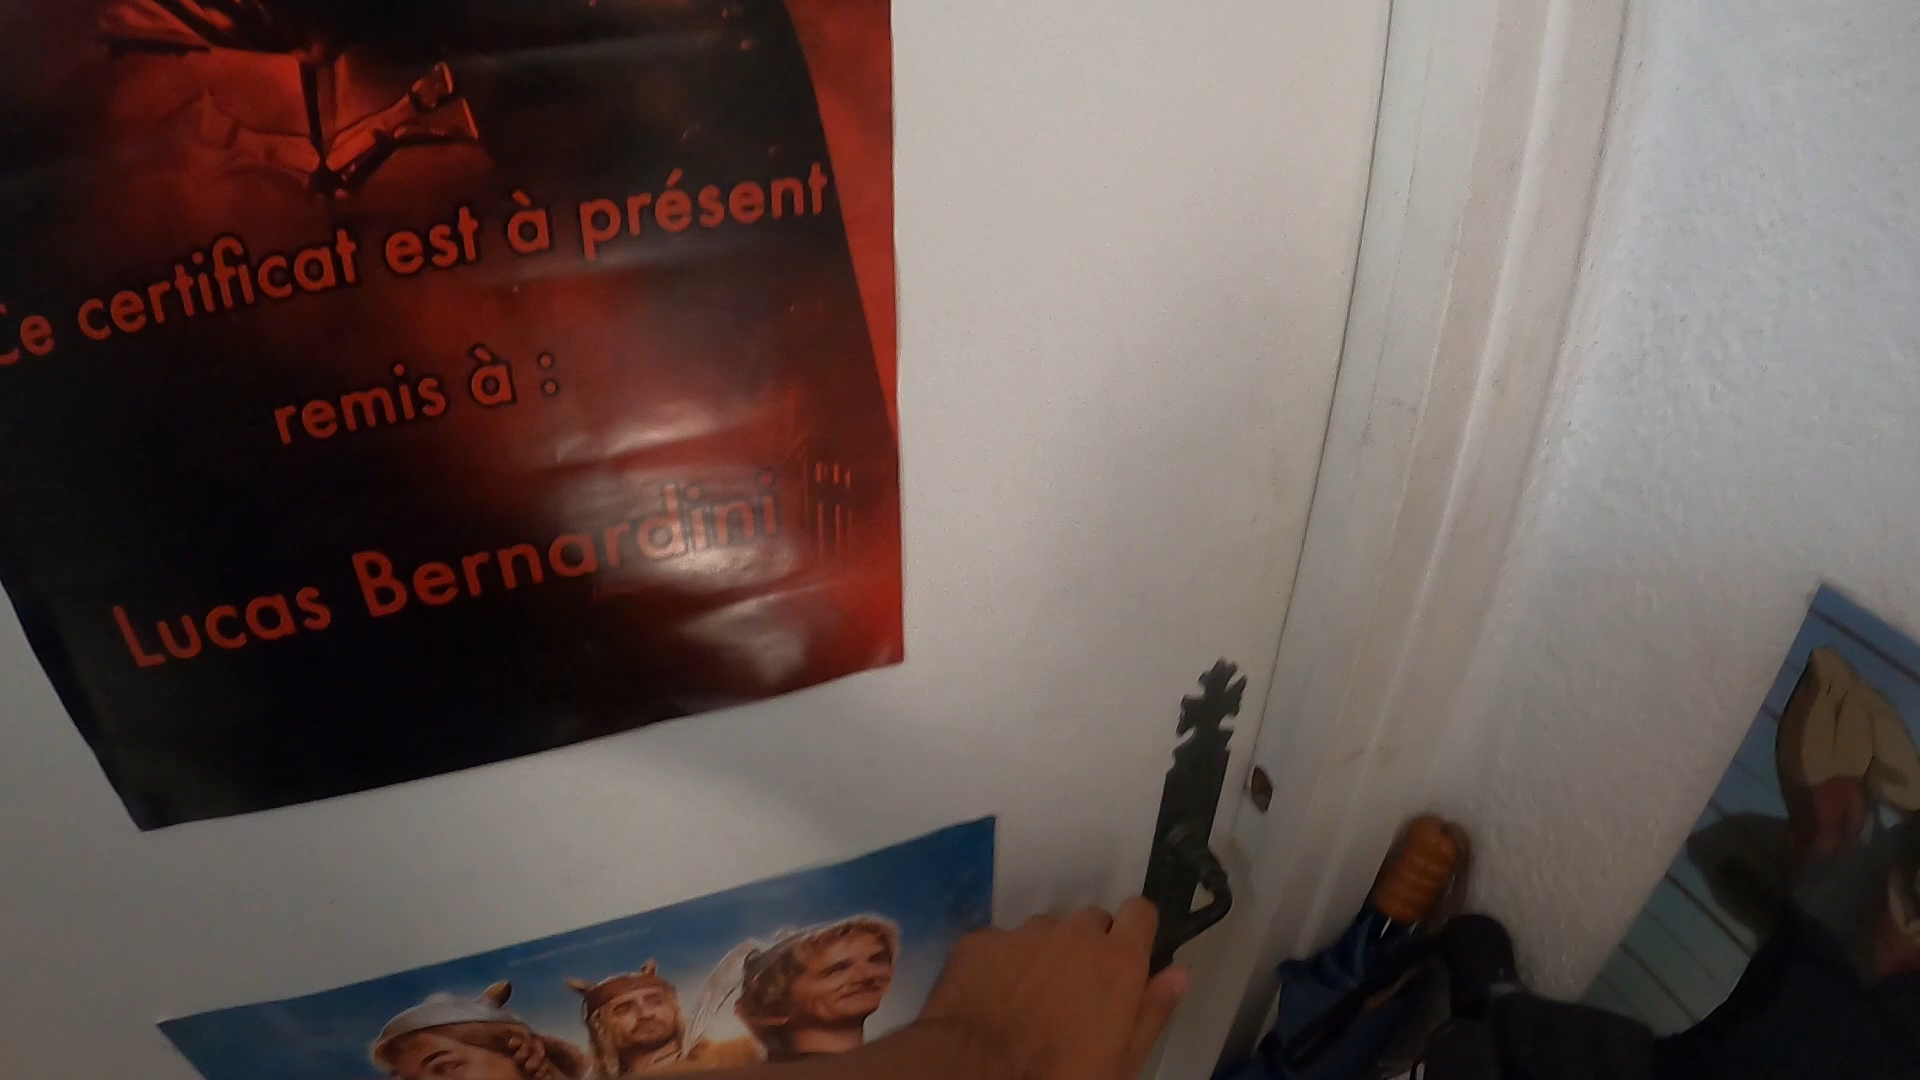 Ce certificat est à présent
remis à :
Lucas Bernardini